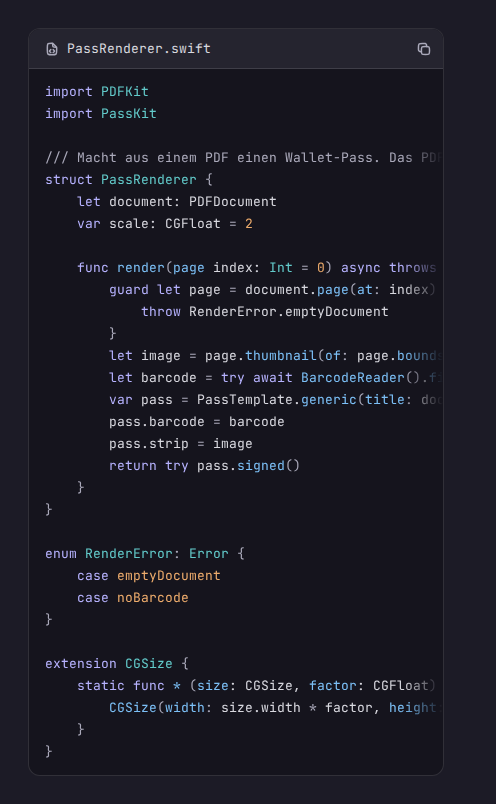 PassRenderer.swift
import PDFKit
import PassKit
/// Macht aus einem PDF einen Wallet-Pass. Das PDF
struct PassRenderer {
    let document: PDFDocument
    var scale: CGFloat = 2
    func render(page index: Int = 0) async throws
        guard let page = document.page(at: index)
            throw RenderError.emptyDocument
        }
        let image = page.thumbnail(of: page.bounds
        let barcode = try await BarcodeReader().
        var pass = PassTemplate.generic(title: doc
        pass.barcode = barcode
        pass.strip = image
        return try pass.signed()
    }
}
enum RenderError: Error {
    case emptyDocument
    case noBarcode
}
extension CGSize {
    static func * (size: CGSize, factor: CGFloat)
        CGSize(width: size.width * factor, height:
    }
}